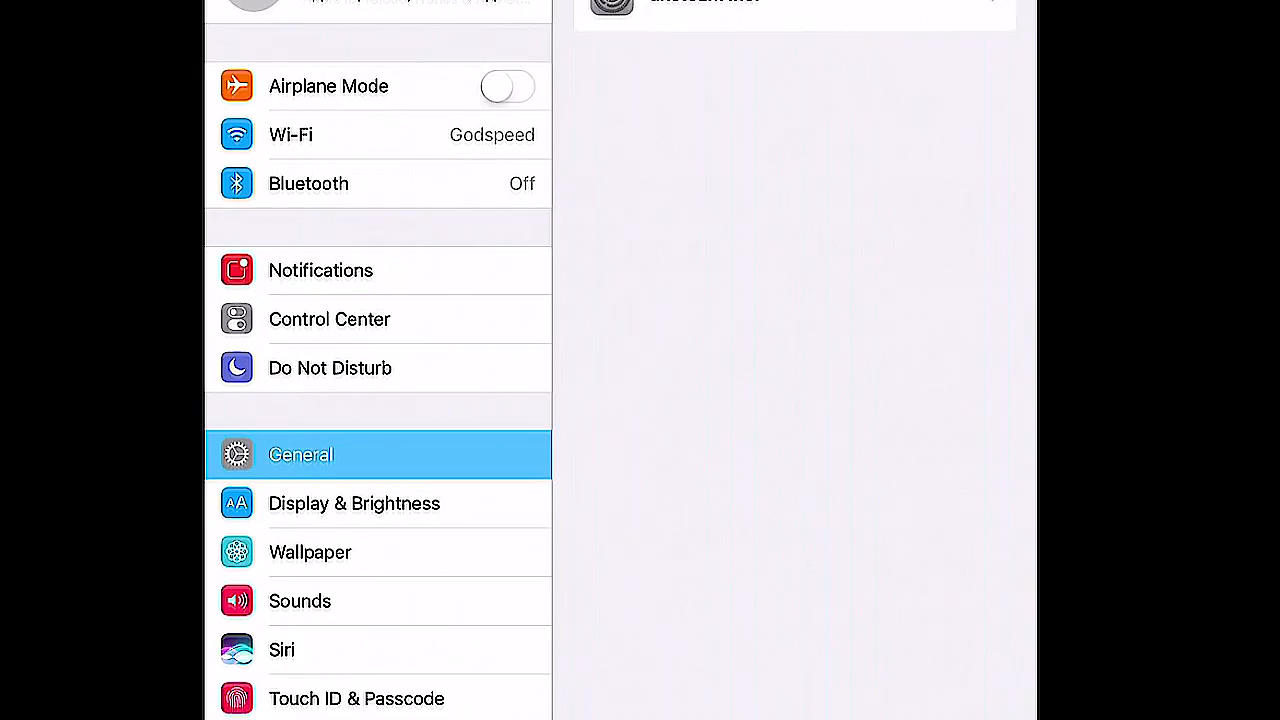 Airplane Mode
Wi-Fi Godspeed
Bluetooth Off
Notifications
Control Center
Do Not Disturb
General
Display & Brightness
AA
Wallpaper
Sounds
Siri
Touch ID & Passcode